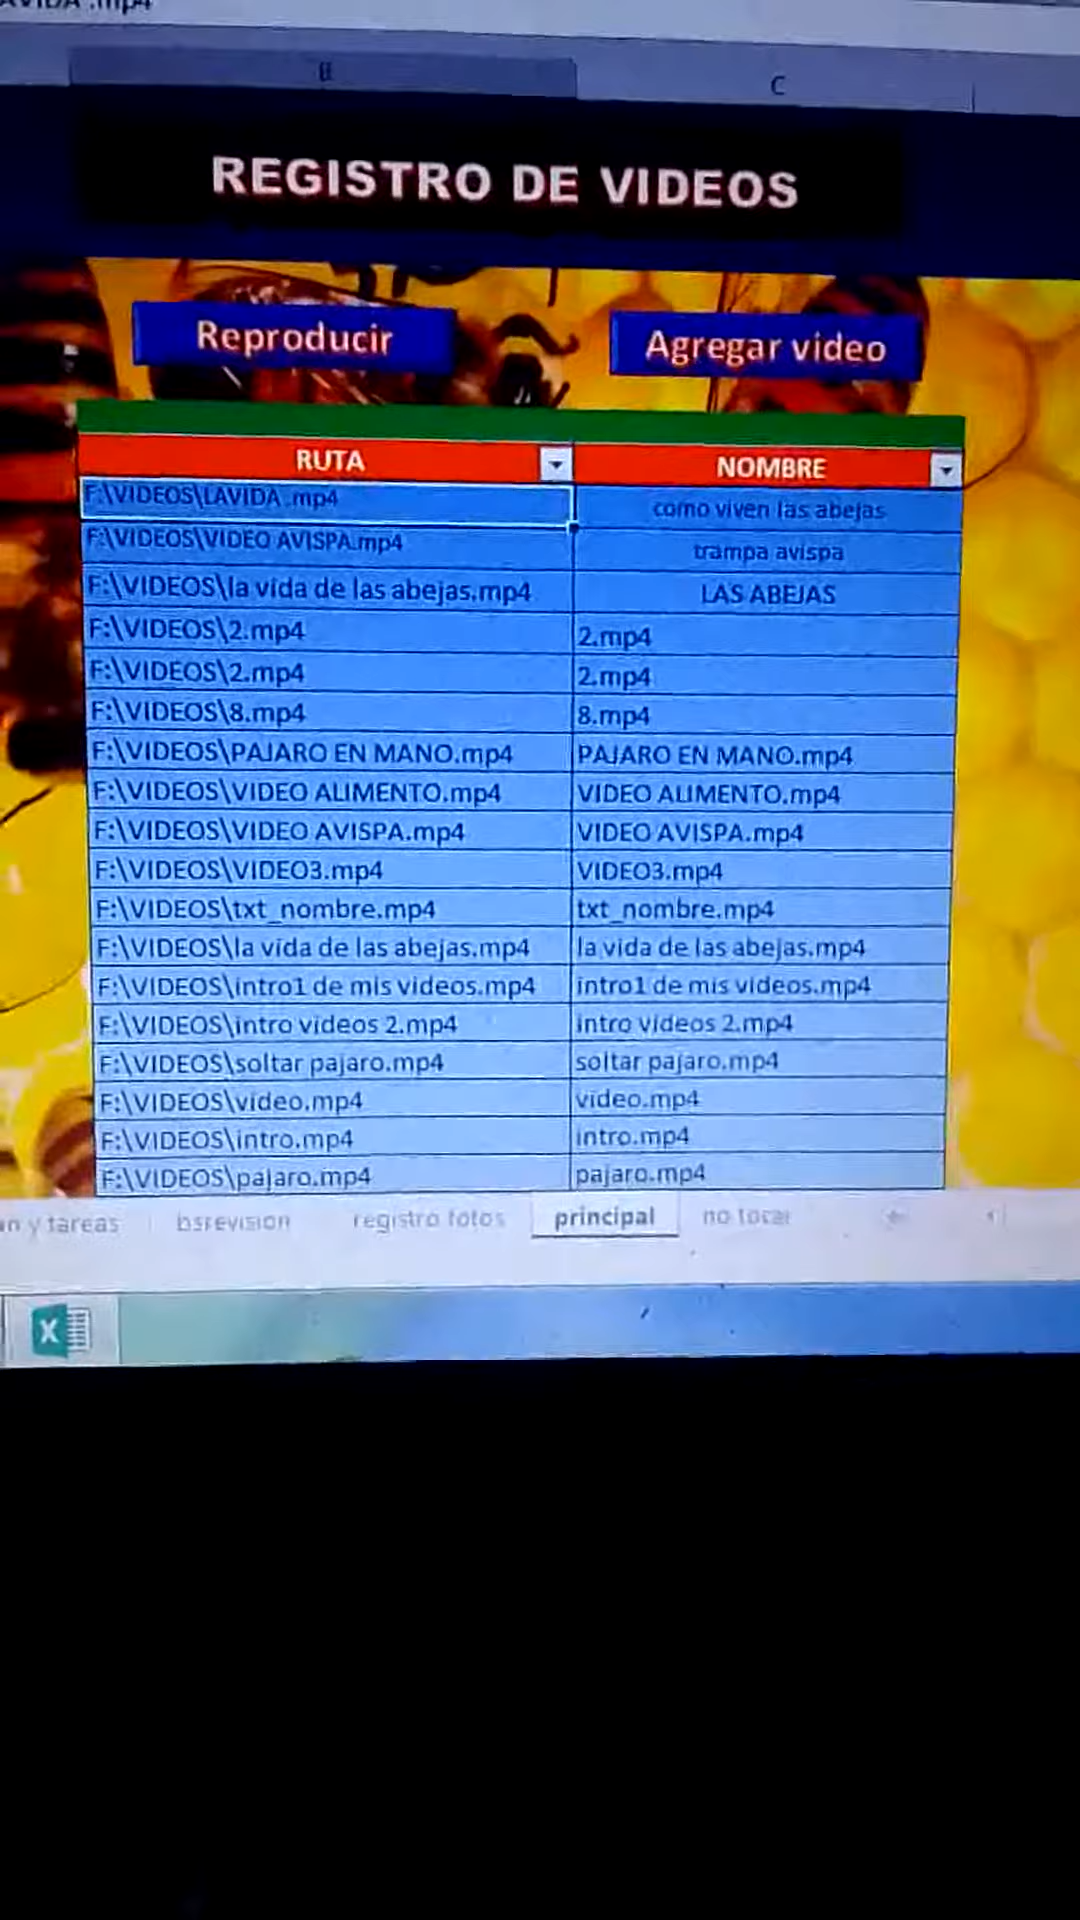 B C
REGISTRO DE VIDEOS
Reproducir Agregar video
RUTA NOMBRE
F:\VIDEOS\LAVIDA .mp4 como viven las abejas
F:\VIDEOS\VIDEO AVISPA.mp4 trampa avispa
F:\VIDEOS\la vida de las abejas.mp4 LAS ABEJAS
F:\VIDEOS\2.mp4 2.mp4
F:\VIDEOS\2.mp4 2.mp4
F:\VIDEOS\8.mp4 8.mp4
F:\VIDEOS\PAJARO EN MANO.mp4 PAJARO EN MANO.mp4
F:\VIDEOS\VIDEO ALIMENTO.mp4 VIDEO ALIMENTO.mp4
F:\VIDEOS\VIDEO AVISPA.mp4 VIDEO AVISPA.mp4
F:\VIDEOS\VIDEO3.mp4 VIDEO3.mp4
F:\VIDEOS\txt_nombre.mp4 txt_nombre.mp4
F:\VIDEOS\la vida de las abejas.mp4 la vida de las abejas.mp4
F:\VIDEOS\intro1 de mis videos.mp4 intro1 de mis videos.mp4
F:\VIDEOS\intro videos 2.mp4 intro videos 2.mp4
F:\VIDEOS\soltar pajaro.mp4 soltar pajaro.mp4
F:\VIDEOS\video.mp4 video.mp4
F:\VIDEOS\intro.mp4 intro.mp4
F:\VIDEOS\pajaro.mp4 pajaro.mp4
y tareas bsrevision registro fotos principal no tocar
X